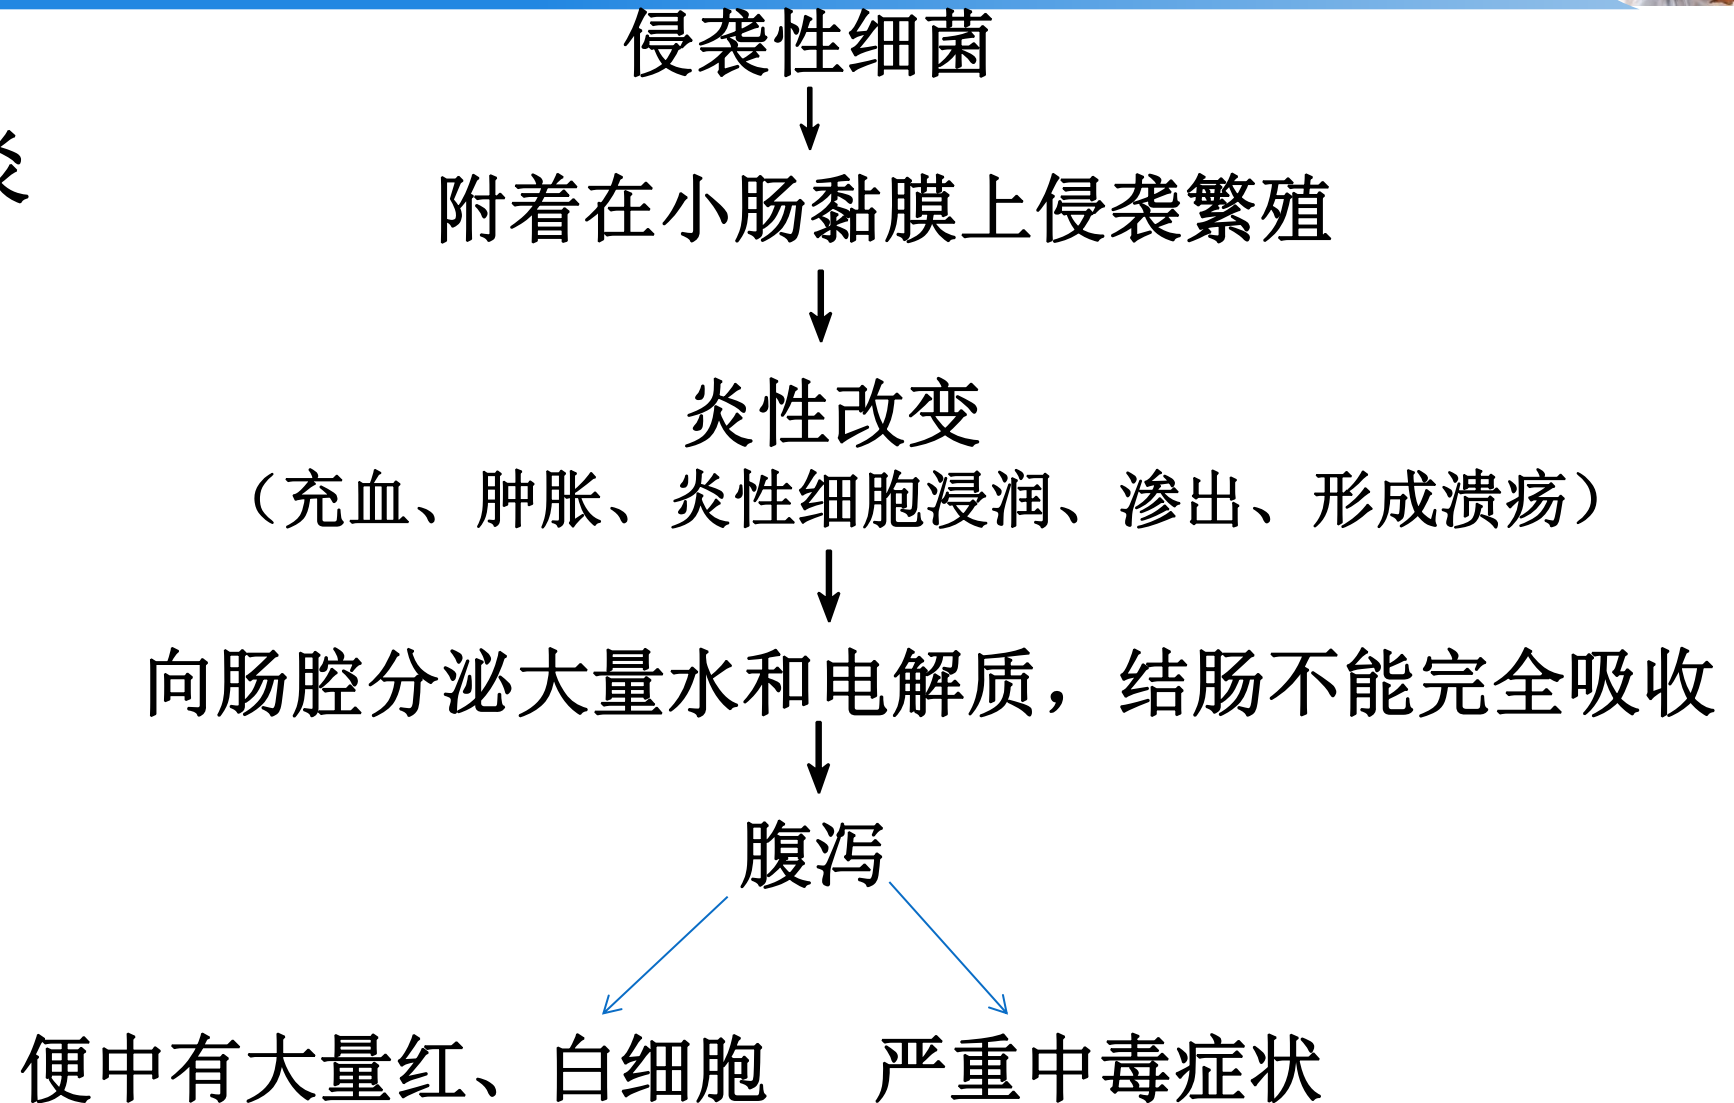 侵袭性细菌
附着在小肠黏膜上侵袭繁殖
炎性改变
（充血、肿胀、炎性细胞浸润、渗出、形成溃疡）
向肠腔分泌大量水和电解质，结肠不能完全吸收
腹泻
便中有大量红、白细胞 严重中毒症状